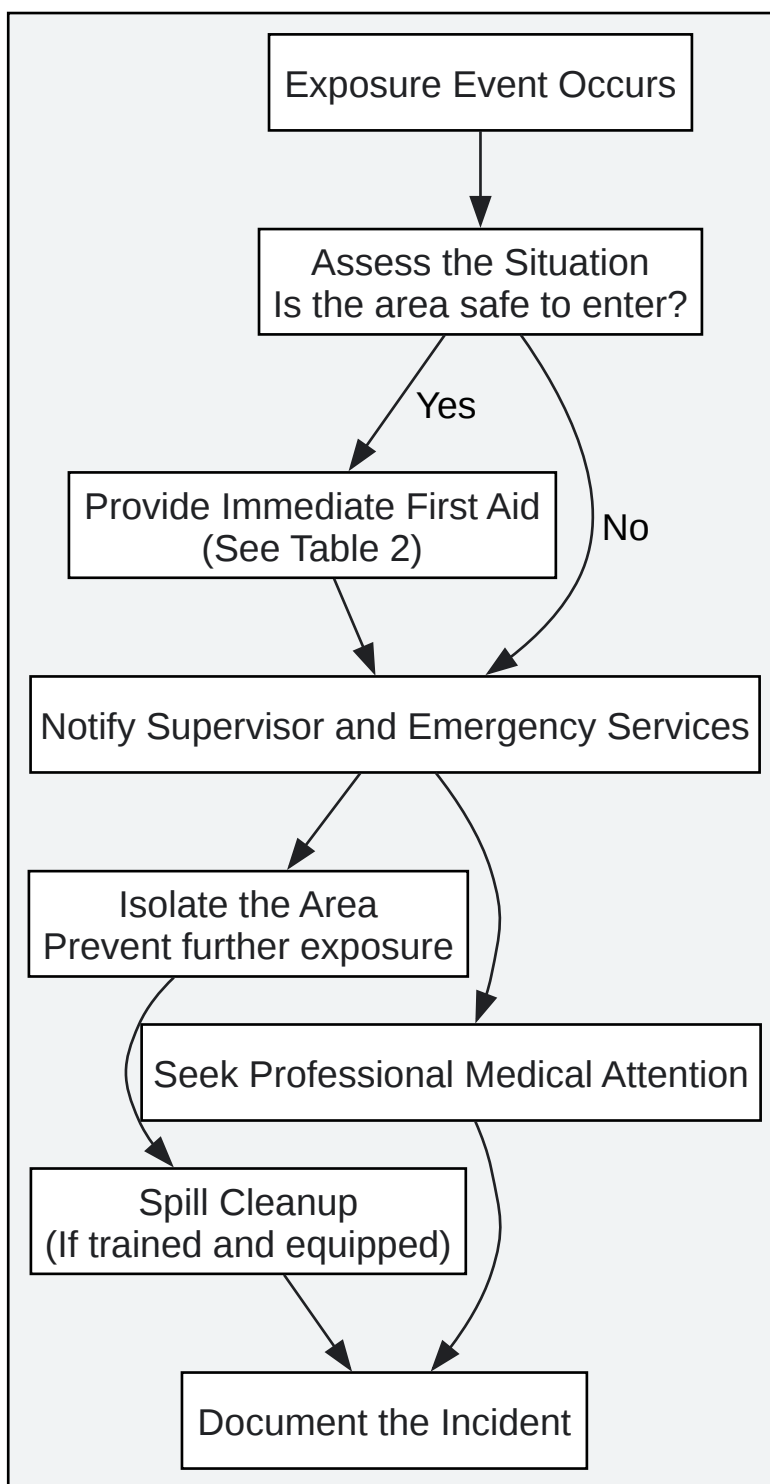 Exposure Event Occurs
Assess the Situation
Is the area safe to enter?
Yes
Provide Immediate First Aid
(See Table 2)
No
Notify Supervisor and Emergency Services
Isolate the Area
Prevent further exposure
Seek Professional Medical Attention
Spill Cleanup
(If trained and equipped)
Document the Incident